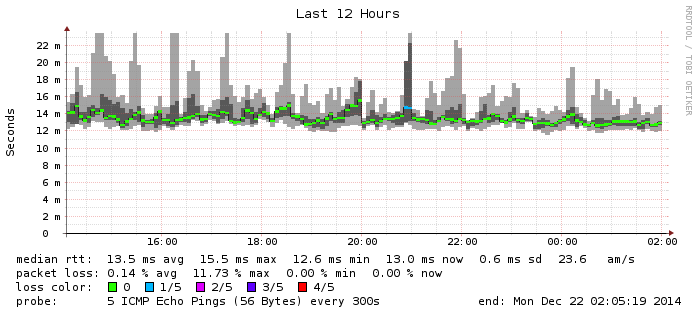 Last 12 Hours
RRDTOOL / TOBI OETIKER
Seconds
22 m
20 m
18 m
16 m
14 m
12 m
10 m
8 m
6 m
4 m
2 m
0
16:00 18:00 20:00 22:00 00:00 02:00
median rtt: 13.5 ms avg 15.5 ms max 12.6 ms min 13.0 ms now 0.6 ms sd 23.6 am/s
packet loss: 0.14 % avg 11.73 % max 0.00 % min 0.00 % now
loss color: 0 1/5 2/5 3/5 4/5
probe: 5 ICMP Echo Pings (56 Bytes) every 300s end: Mon Dec 22 02:05:19 2014